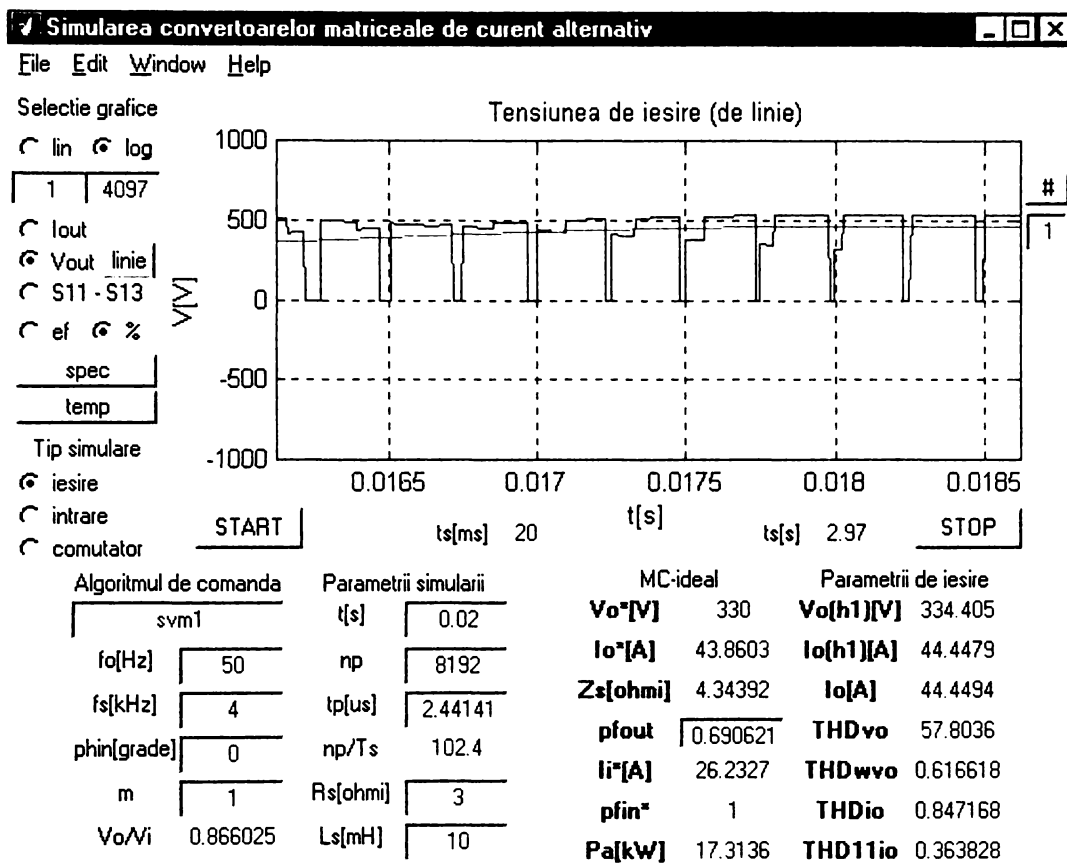 Simularea convertoarelor matriceale de curent alternativ
File Edit Window Help
Selectie grafice
lin log
1 4097
Iout
Vout linie
S11 - S13
ef %
spec
temp
Tip simulare
iesire
intrare
comutator
Tensiunea de iesire (de linie)
1000
500
0
-500
-1000
V[V]
0.0165 0.017 0.0175 0.018 0.0185
t[s]
#
1
START
ts[ms] 20
ts[s] 2.97
STOP
Algoritmul de comanda
svm1
fo[Hz] 50
fs[kHz] 4
phin[grade] 0
m 1
Vo/Vi 0.866025
Parametrii simularii
t[s] 0.02
np 8192
tp[us] 2.44141
np/Ts 102.4
Rs[ohmi] 3
Ls[mH] 10
MC-ideal
Vo*[V] 330
Io*[A] 43.8603
Zs[ohmi] 4.34392
pfout 0.690621
Ii*[A] 26.2327
pfin* 1
Pa[kW] 17.3136
Parametrii de iesire
Vo(h1)[V] 334.405
Io(h1)[A] 44.4479
Io[A] 44.4494
THDvo 57.8036
THDwvo 0.616618
THDio 0.847168
THD11io 0.363828